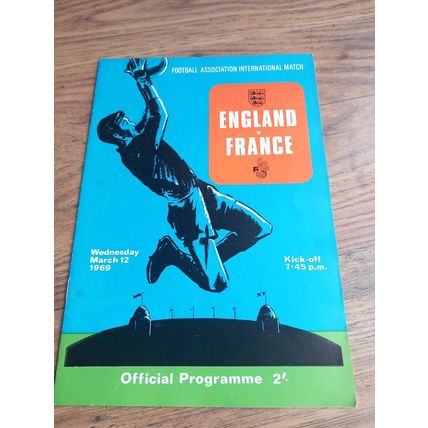 FOOTBALL ASSOCIATION INTERNATIONAL MATCH
ENGLAND
v
FRANCE
Wednesday
March 12
1969
Kick-off
7·45 p.m.
Official Programme 2/-